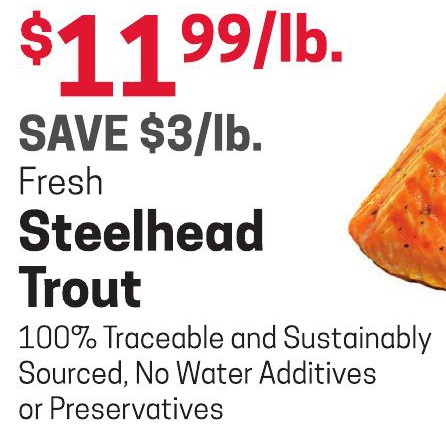 $11 99/lb.
SAVE $3/lb.
Fresh
Steelhead
Trout
100% Traceable and Sustainably
Sourced, No Water Additives
or Preservatives